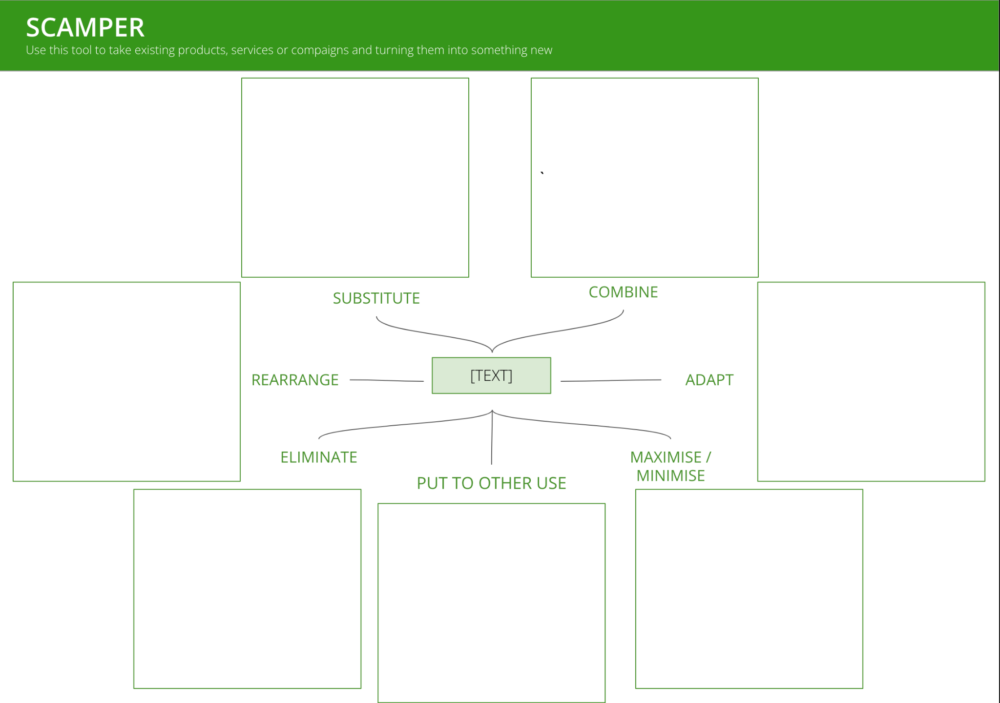 SCAMPER
Use this tool to take existing products, services or compaigns and turning them into something new
`
SUBSTITUTE
COMBINE
REARRANGE
[TEXT]
ADAPT
ELIMINATE
PUT TO OTHER USE
MAXIMISE /
MINIMISE